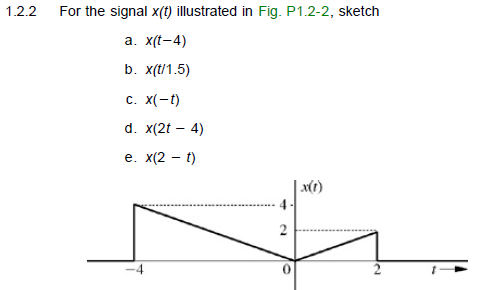 1.2.2 For the signal x(t) illustrated in Fig. P1.2-2, sketch
a. x(t−4)
b. x(t/1.5)
c. x(−t)
d. x(2t − 4)
e. x(2 − t)
x(t)
4
2
−4 0 2 t